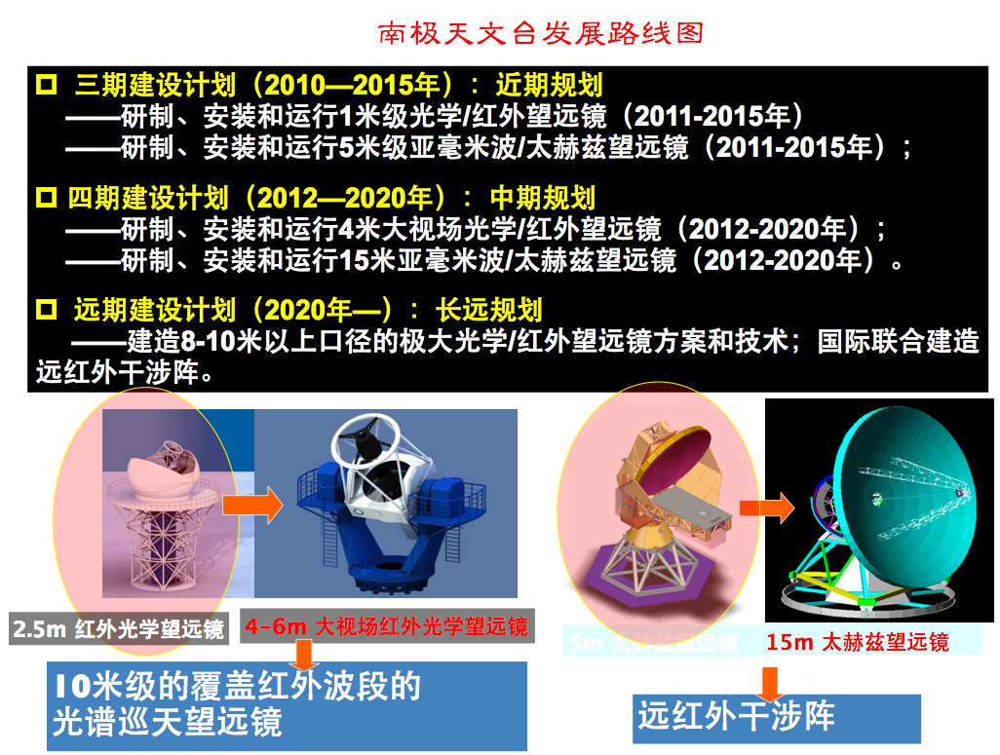 南极天文台发展路线图
三期建设计划（2010—2015年）：近期规划
——研制、安装和运行1米级光学/红外望远镜（2011-2015年）
——研制、安装和运行5米级亚毫米波/太赫兹望远镜（2011-2015年）；
四期建设计划（2012—2020年）：中期规划
——研制、安装和运行4米大视场光学/红外望远镜（2012-2020年）；
——研制、安装和运行15米亚毫米波/太赫兹望远镜（2012-2020年）。
远期建设计划（2020年—）：长远规划
——建造8-10米以上口径的极大光学/红外望远镜方案和技术；国际联合建造
远红外干涉阵。
2.5m 红外光学望远镜
4-6m 大视场红外光学望远镜
5m 太赫兹望远镜
15m 太赫兹望远镜
10米级的覆盖红外波段的
光谱巡天望远镜
远红外干涉阵